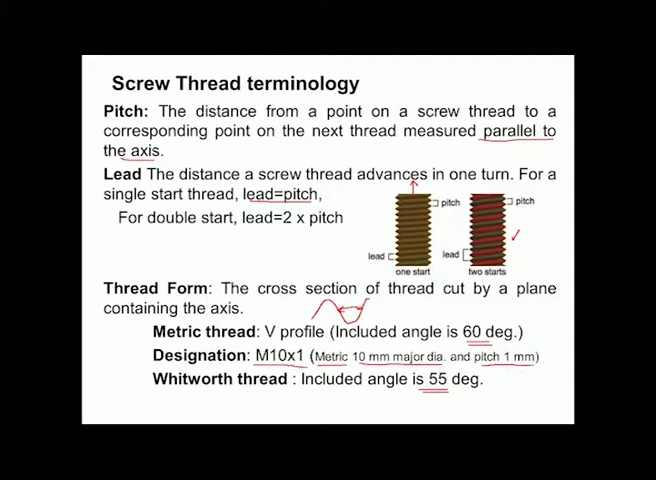 Screw Thread terminology
Pitch: The distance from a point on a screw thread to a
corresponding point on the next thread measured parallel to
the axis.
Lead The distance a screw thread advances in one turn. For a
single start thread, lead=pitch,
For double start, lead=2 x pitch
pitch
pitch
lead
lead
one start
two starts
Thread Form: The cross section of thread cut by a plane
containing the axis.
Metric thread: V profile (Included angle is 60 deg.)
Designation: M10x1 (Metric 10 mm major dia. and pitch 1 mm)
Whitworth thread : Included angle is 55 deg.